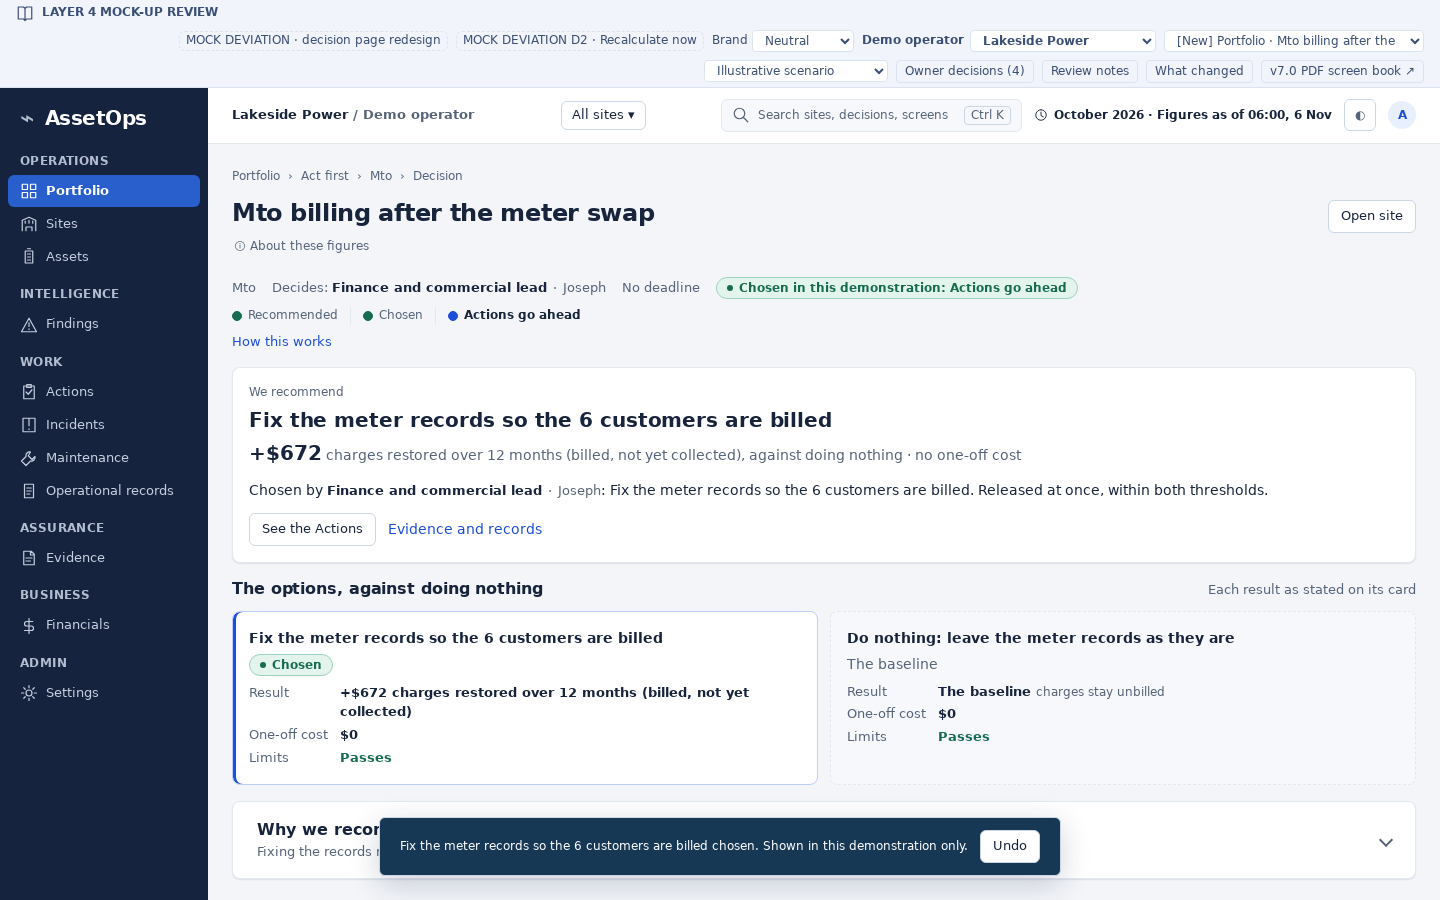 LAYER 4 MOCK-UP REVIEW
MOCK DEVIATION · decision page redesign
MOCK DEVIATION D2 · Recalculate now
Brand
Neutral
Demo operator
Lakeside Power
[New] Portfolio · Mto billing after the
Illustrative scenario
Owner decisions (4)
Review notes
What changed
v7.0 PDF screen book ↗
AssetOps
OPERATIONS
Portfolio
Sites
Assets
INTELLIGENCE
Findings
WORK
Actions
Incidents
Maintenance
Operational records
ASSURANCE
Evidence
BUSINESS
Financials
ADMIN
Settings
Lakeside Power / Demo operator
All sites ▾
Search sites, decisions, screens
Ctrl K
October 2026 · Figures as of 06:00, 6 Nov
A
Portfolio › Act first › Mto › Decision
Mto billing after the meter swap
Open site
About these figures
Mto
Decides: Finance and commercial lead · Joseph
No deadline
Chosen in this demonstration: Actions go ahead
Recommended
Chosen
Actions go ahead
How this works
We recommend
Fix the meter records so the 6 customers are billed
+$672 charges restored over 12 months (billed, not yet collected), against doing nothing · no one-off cost
Chosen by Finance and commercial lead · Joseph: Fix the meter records so the 6 customers are billed. Released at once, within both thresholds.
See the Actions
Evidence and records
The options, against doing nothing
Each result as stated on its card
Fix the meter records so the 6 customers are billed
Chosen
Result
+$672 charges restored over 12 months (billed, not yet
collected)
One-off cost
$0
Limits
Passes
Do nothing: leave the meter records as they are
The baseline
Result
The baseline charges stay unbilled
One-off cost
$0
Limits
Passes
Why we recor
Fixing the records
Fix the meter records so the 6 customers are billed chosen. Shown in this demonstration only.
Undo